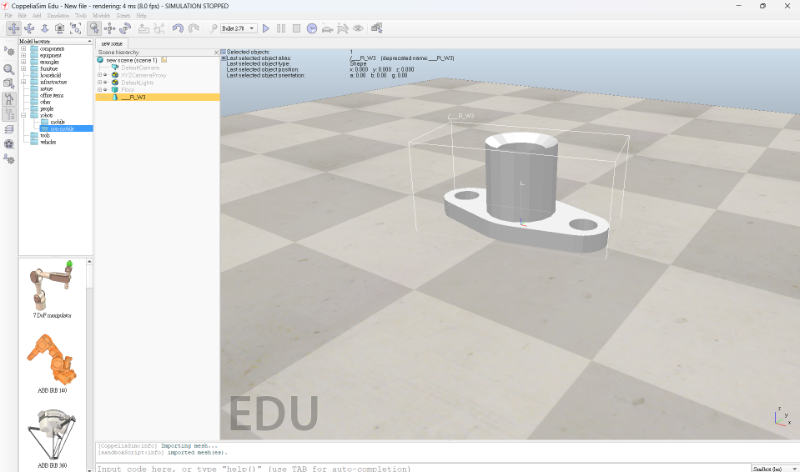 CoppeliaSim Edu - New file - rendering: 4 ms (8.0 fps) - SIMULATION STOPPED
File Edit Add Simulation Tools Modules Scenes Help
Bullet 2.78
Model browser
components
equipment
examples
furniture
household
infrastructure
nature
office items
other
people
robots
mobile
non-mobile
tools
vehicles
7 DoF manipulator
ABB IRB 140
ABB IRB 360
new scene
Scene hierarchy
new scene (scene 1)
DefaultCamera
XYZCameraProxy
DefaultLights
Floor
___R_W3
Selected objects: 1
Last selected object alias: /___R_W3 (deprecated name: ___R_W3)
Last selected object type: Shape
Last selected object position: x: 0.000 y: 0.000 z: 0.000
Last selected object orientation: a: 0.00 b: 0.00 g: 0.00
/___R_W3
EDU
z
y
x
[CoppeliaSim:info] Importing mesh...
[sandboxScript:info] imported mesh(es).
Input code here, or type "help()" (use TAB for auto-completion)
Sandbox (lua)